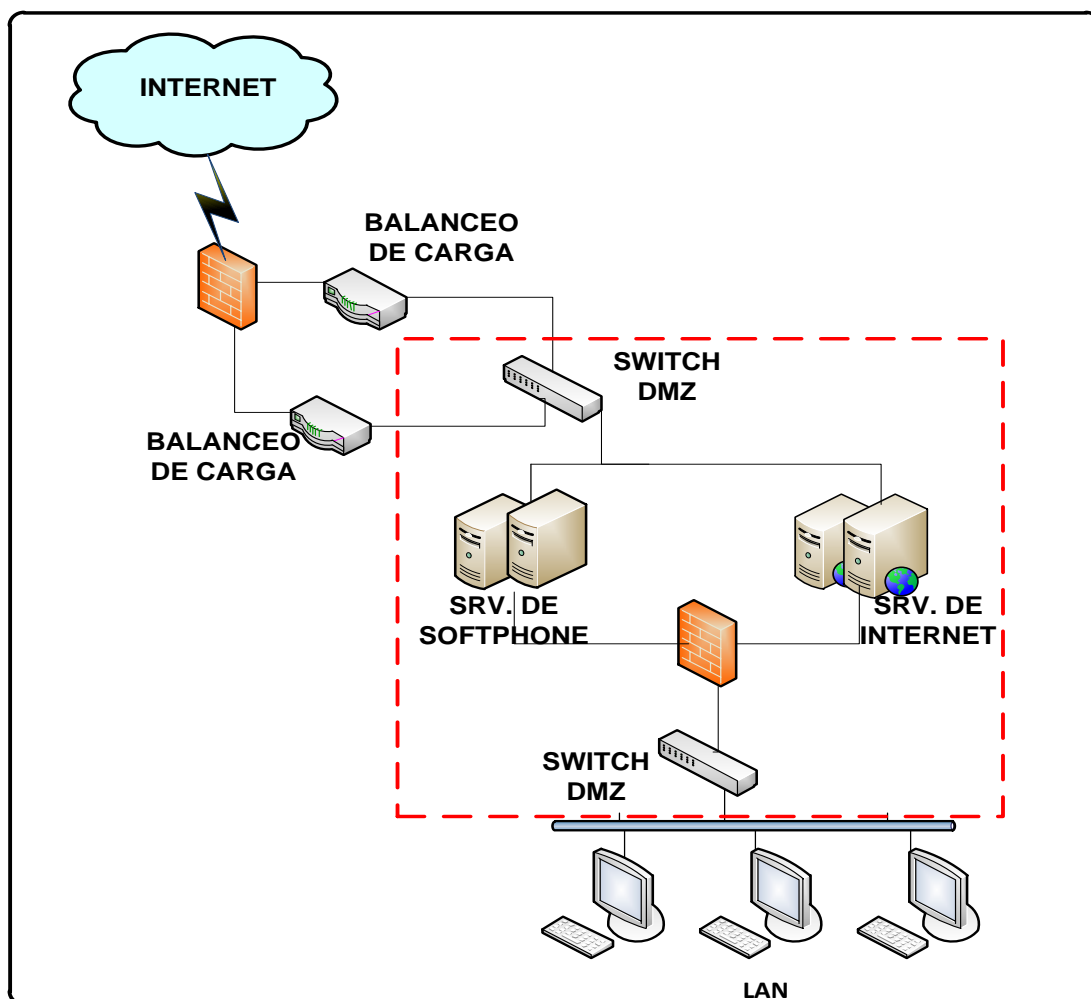 INTERNET
BALANCEO
DE CARGA
SWITCH
DMZ
BALANCEO
DE CARGA
SRV. DE
SOFTPHONE
SRV. DE
INTERNET
SWITCH
DMZ
LAN